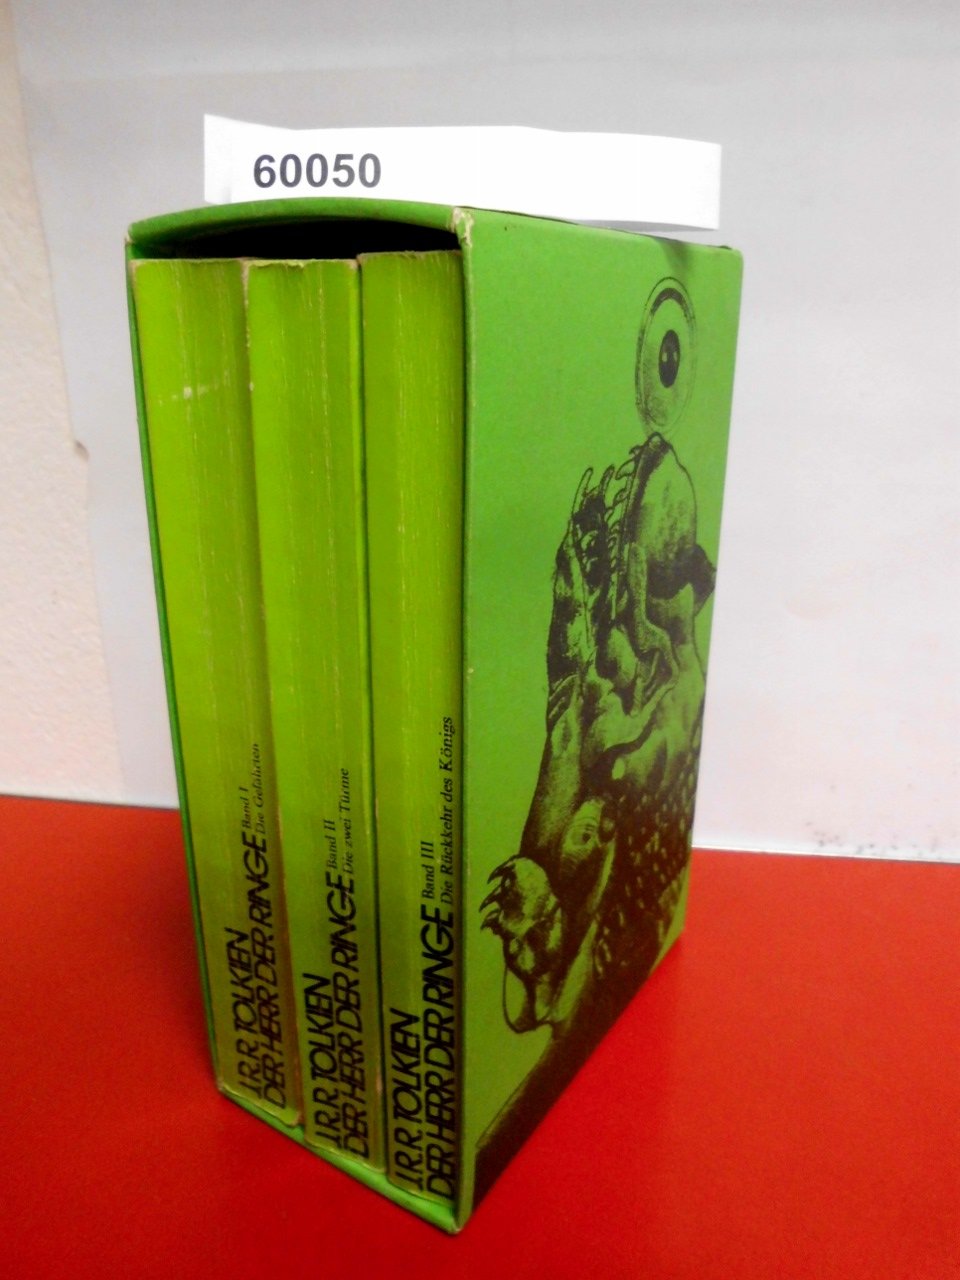 60050
J.R.R. TOLKIEN
DER HERR DER RINGE Band I
Die Gefährten
J.R.R. TOLKIEN
DER HERR DER RINGE Band II
Die zwei Türme
J.R.R. TOLKIEN
DER HERR DER RINGE Band III
Die Rückkehr des Königs